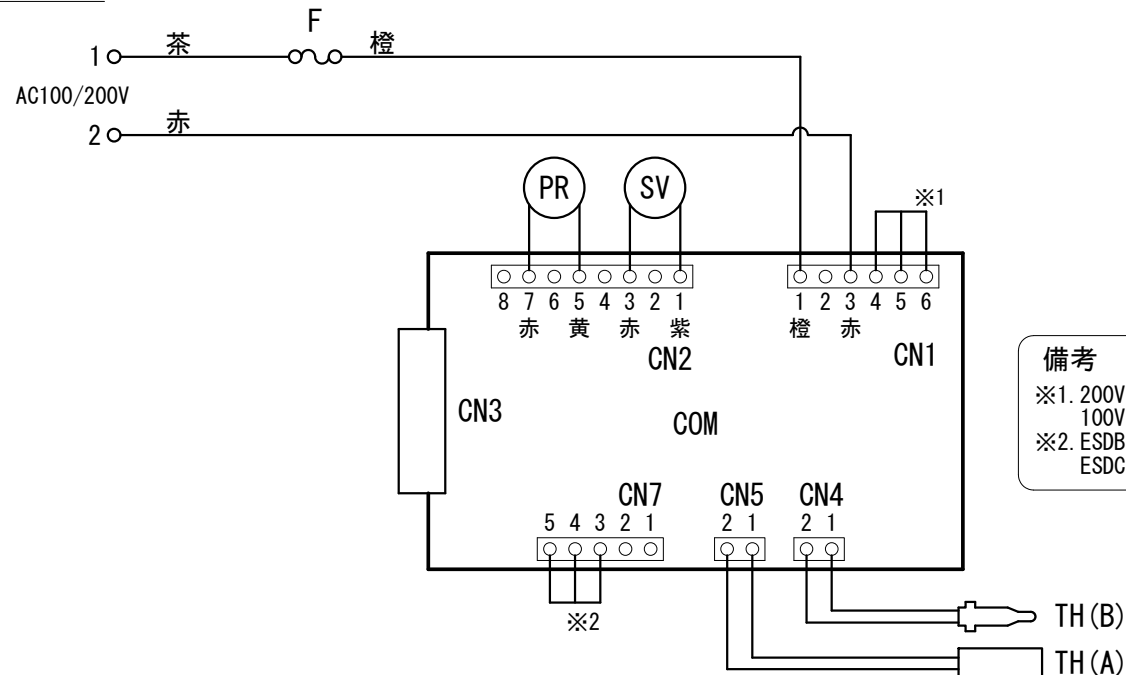 F
1 茶 橙
AC100/200V
2 赤
PR SV
※1
8 7 6 5 4 3 2 1
赤 黄 赤 紫
CN2
1 2 3 4 5 6
橙 赤
CN1
CN3
COM
備考
※1.200V
100V
※2.ESDB
ESDC
CN7
5 4 3 2 1
CN5
2 1
CN4
2 1
※2
TH(B)
TH(A)